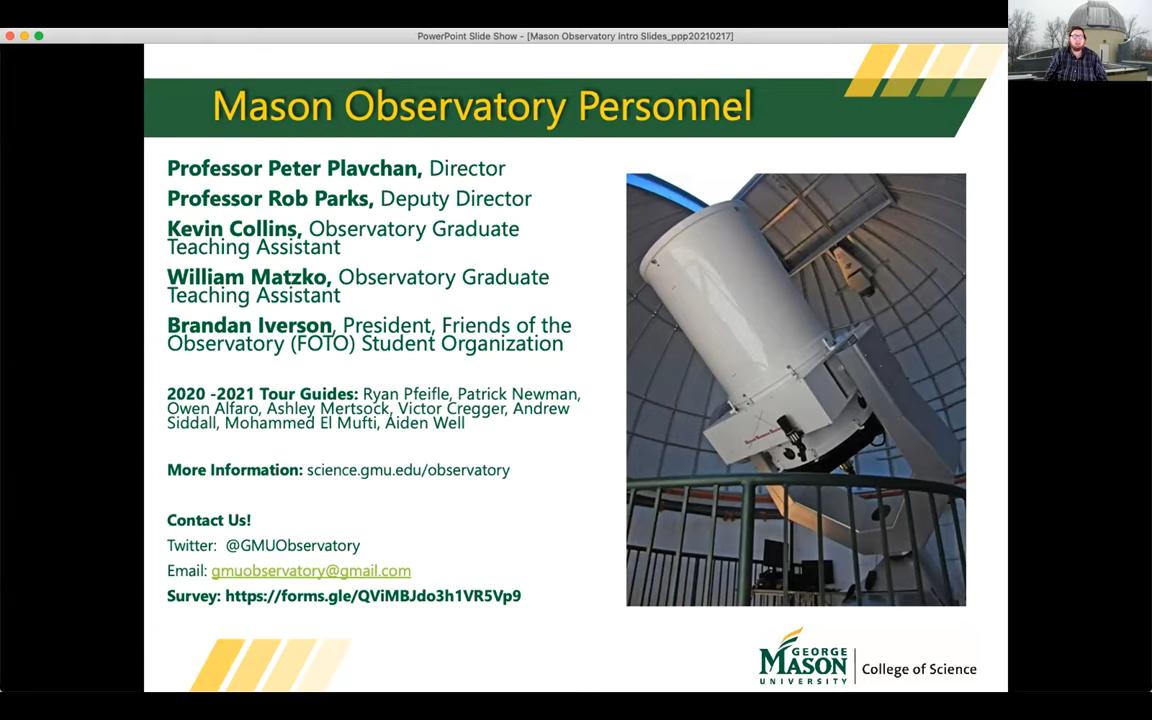 PowerPoint Slide Show - [Mason Observatory Intro Slides_ppp20210217]
Mason Observatory Personnel
Professor Peter Plavchan, Director
Professor Rob Parks, Deputy Director
Kevin Collins, Observatory Graduate
Teaching Assistant
William Matzko, Observatory Graduate
Teaching Assistant
Brandan Iverson, President, Friends of the
Observatory (FOTO) Student Organization
2020 -2021 Tour Guides: Ryan Pfeifle, Patrick Newman,
Owen Alfaro, Ashley Mertsock, Victor Cregger, Andrew
Siddall, Mohammed El Mufti, Aiden Well
More Information: science.gmu.edu/observatory
Contact Us!
Twitter: @GMUObservatory
Email: gmuobservatory@gmail.com
Survey: https://forms.gle/QViMBJdo3h1VR5Vp9
GEORGE
MASON
UNIVERSITY
College of Science